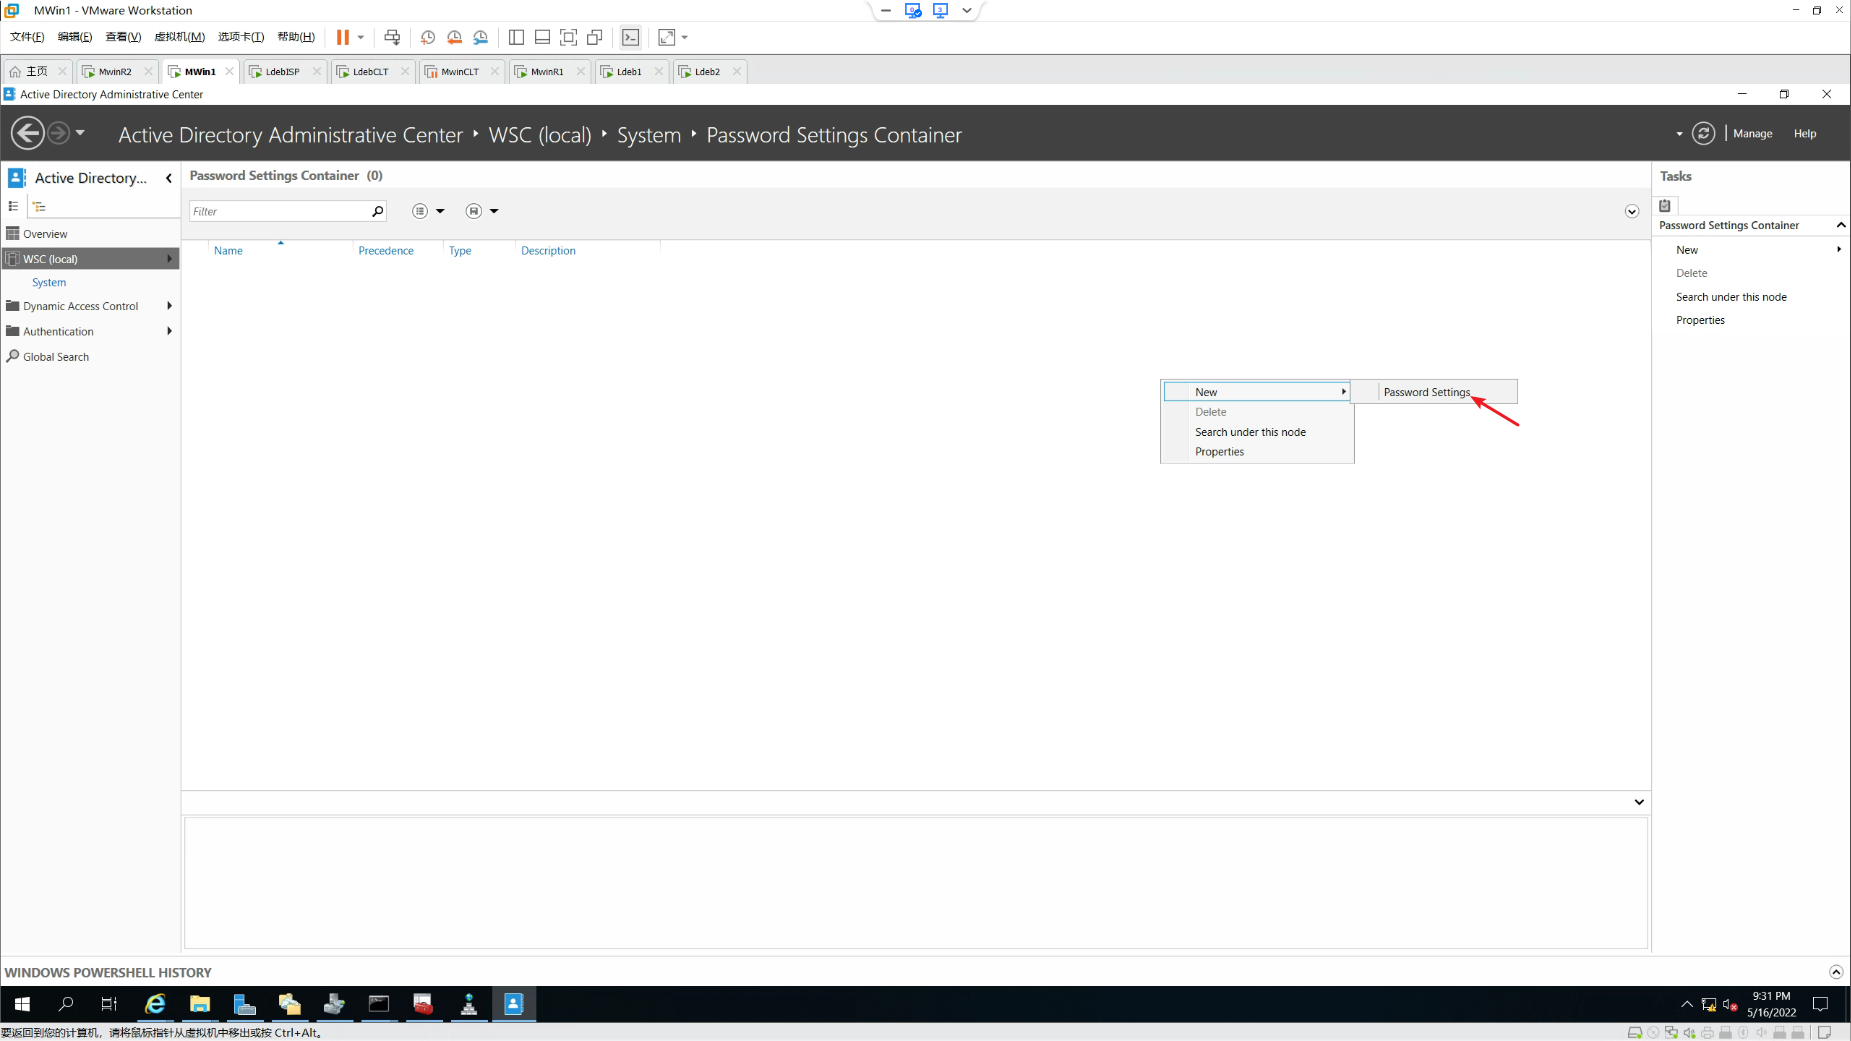 MWin1 - VMware Workstation
文件(F) 编辑(E) 查看(V) 虚拟机(M) 选项卡(T) 帮助(H)
主页 MwinR2 MWin1 LdebISP LdebCLT MwinCLT MwinR1 Ldeb1 Ldeb2
Active Directory Administrative Center
Active Directory Administrative Center WSC (local) System Password Settings Container
Manage Help
Active Directory...
Overview
WSC (local)
System
Dynamic Access Control
Authentication
Global Search
Password Settings Container (0)
Filter
Name Precedence Type Description
New
Delete
Search under this node
Properties
Password Settings
Tasks
Password Settings Container
New
Delete
Search under this node
Properties
WINDOWS POWERSHELL HISTORY
9:31 PM
5/16/2022
要返回到您的计算机，请将鼠标指针从虚拟机中移出或按 Ctrl+Alt。